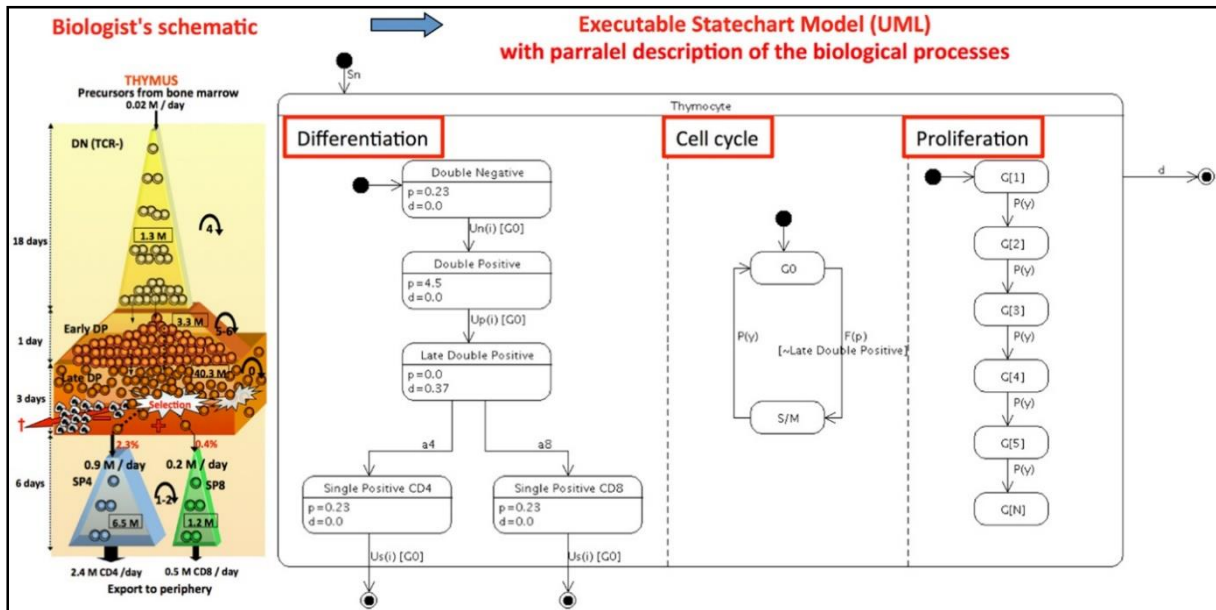 Biologist's schematic
Executable Statechart Model (UML)
with parralel description of the biological processes
THYMUS
Precursors from bone marrow
0.02 M / day
DN (TCR-)
18 days
1.3 M
4
Early DP
3.3 M
5-6
1 day
Late DP
40.3 M
0
3 days
Selection
†
2.3%
0.4%
0.9 M / day
0.2 M / day
6 days
SP4
SP8
1-2
6.5 M
1.2 M
2.4 M CD4 /day
0.5 M CD8 / day
Export to periphery
Sn
Thymocyte
d
Differentiation
Double Negative
p=0.23
d=0.0
Un(i) [G0]
Double Positive
p=4.5
d=0.0
Up(i) [G0]
Late Double Positive
p=0.0
d=0.37
a4
a8
Single Positive CD4
p=0.23
d=0.0
Single Positive CD8
p=0.23
d=0.0
Us(i) [G0]
Us(i) [G0]
Cell cycle
G0
P(y)
F(p)
[~Late Double Positive]
S/M
Proliferation
G[1]
P(y)
G[2]
P(y)
G[3]
P(y)
G[4]
P(y)
G[5]
P(y)
G[N]